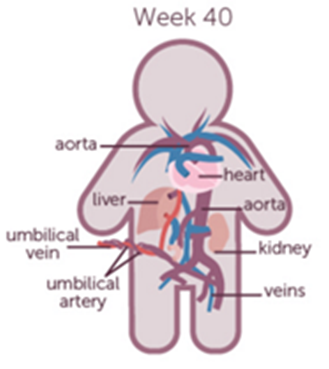 Week 40
aorta
heart
liver
aorta
umbilical
vein
kidney
umbilical
artery
veins